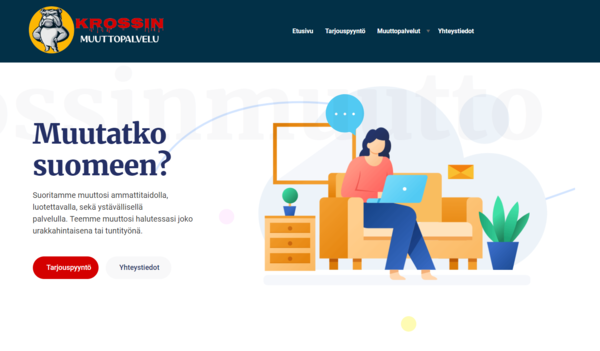 KROSSIN
MUUTTOPALVELU
Etusivu Tarjouspyyntö Muuttopalvelut Yhteystiedot
ossinmuutto
Muutatko
suomeen?
Suoritamme muuttosi ammattitaidolla,
luotettavalla, sekä ystävällisellä
palvelulla. Teemme muuttosi halutessasi joko
urakkahintaisena tai tuntityönä.
Tarjouspyyntö Yhteystiedot